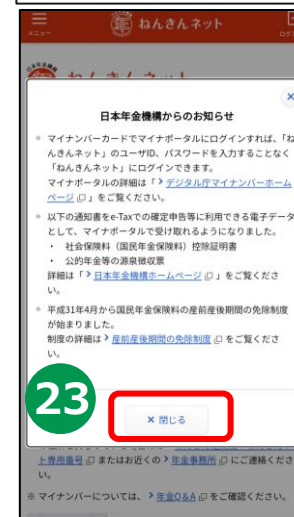 メニュー
ねんきんネット
ねんきんネット
×
日本年金機構からのお知らせ
マイナンバーカードでマイナポータルにログインすれば、「ね
んきんネット」のユーザID、パスワードを入力することなく
「ねんきんネット」にログインできます。
マイナポータルの詳細は「>デジタル庁マイナンバーホーム
ページ」をご覧ください。
以下の通知書をe-Taxでの確定申告等に利用できる電子データ
として、マイナポータルで受け取れるようになりました。
・ 社会保険料（国民年金保険料）控除証明書
・ 公的年金等の源泉徴収票
詳細は「>日本年金機構ホームページ」をご覧くださ
い。
平成31年4月から国民年金保険料の産前産後期間の免除制度
が始まりました。
制度の詳細は>産前産後期間の免除制度をご覧くださ
い。
23
×閉じる
ト専用番号またはお近くの>年金事務所にご連絡くださ
い。
※マイナンバーについては、>年金Q&Aをご確認ください。